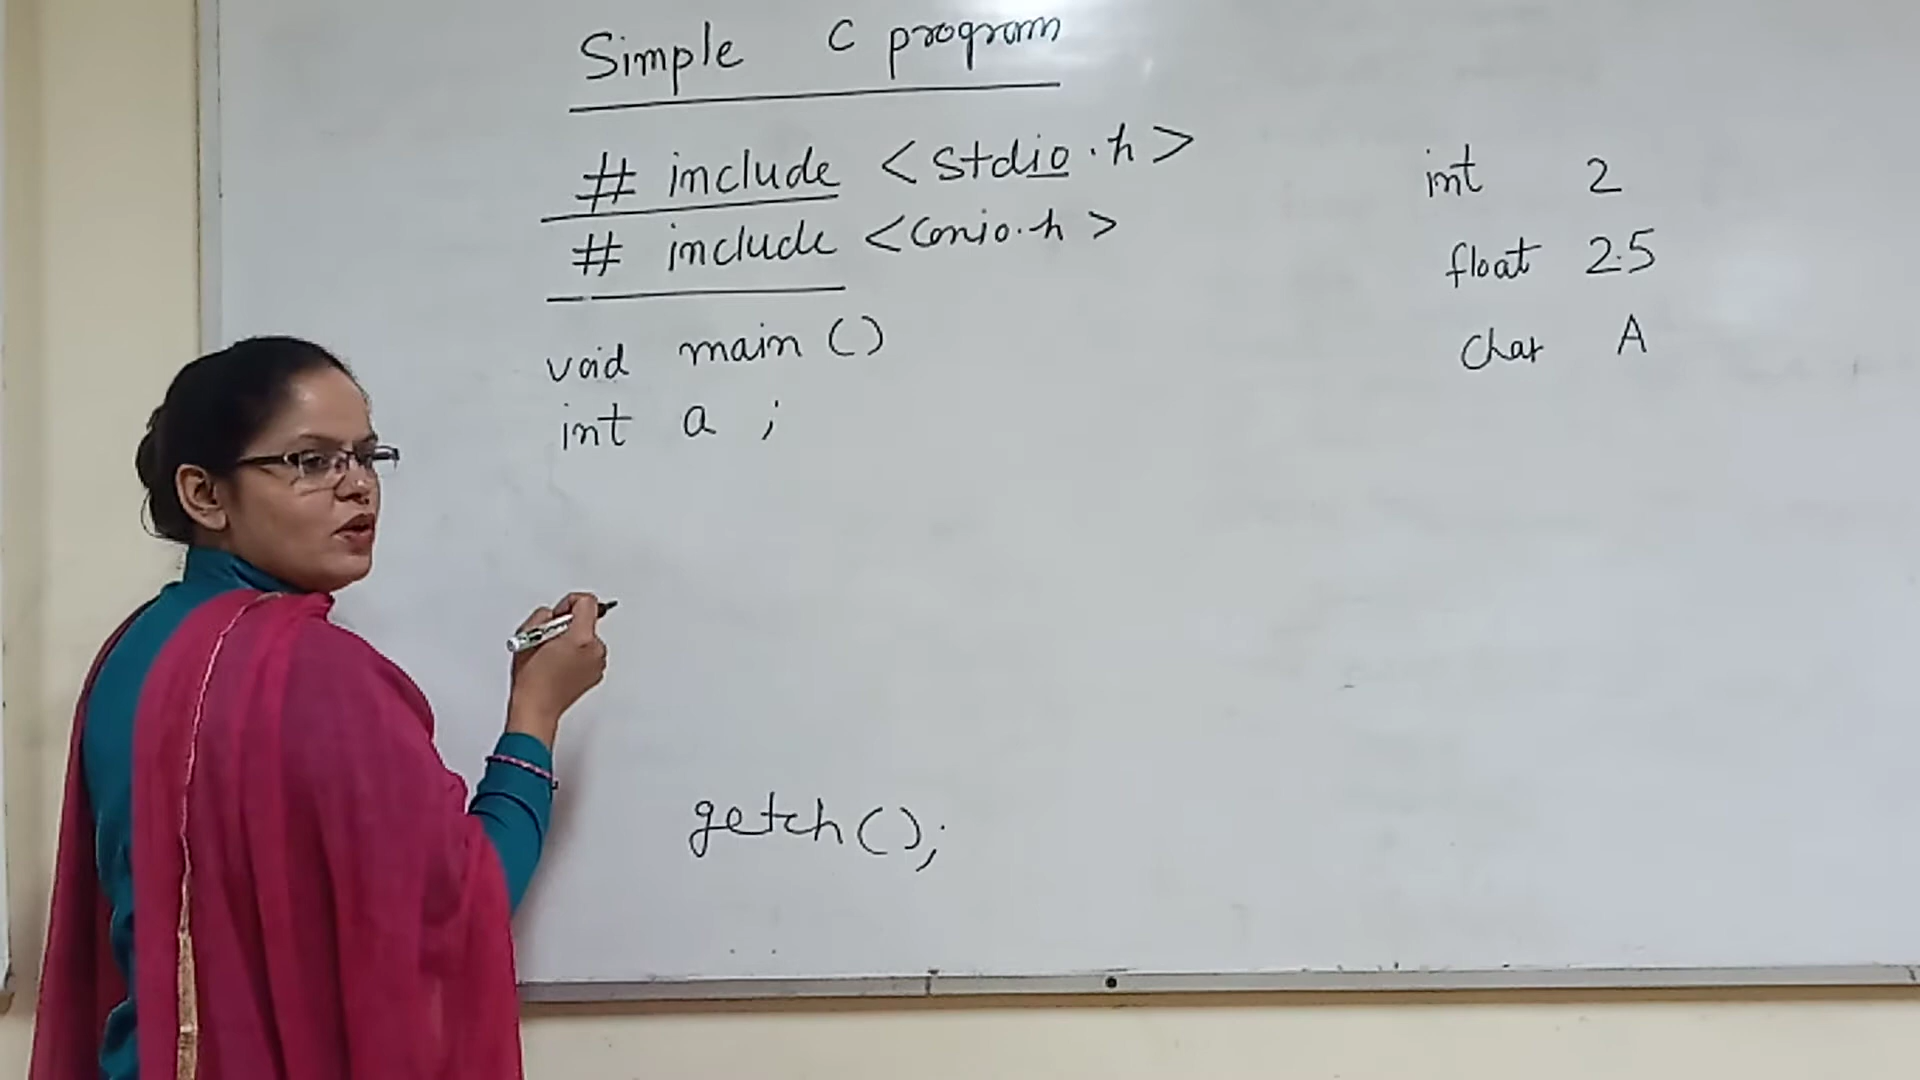 Simple C program
# include <stdio.h>
# include <conio.h>
void main ()
int a ;
getch();
int 2
float 2.5
char A